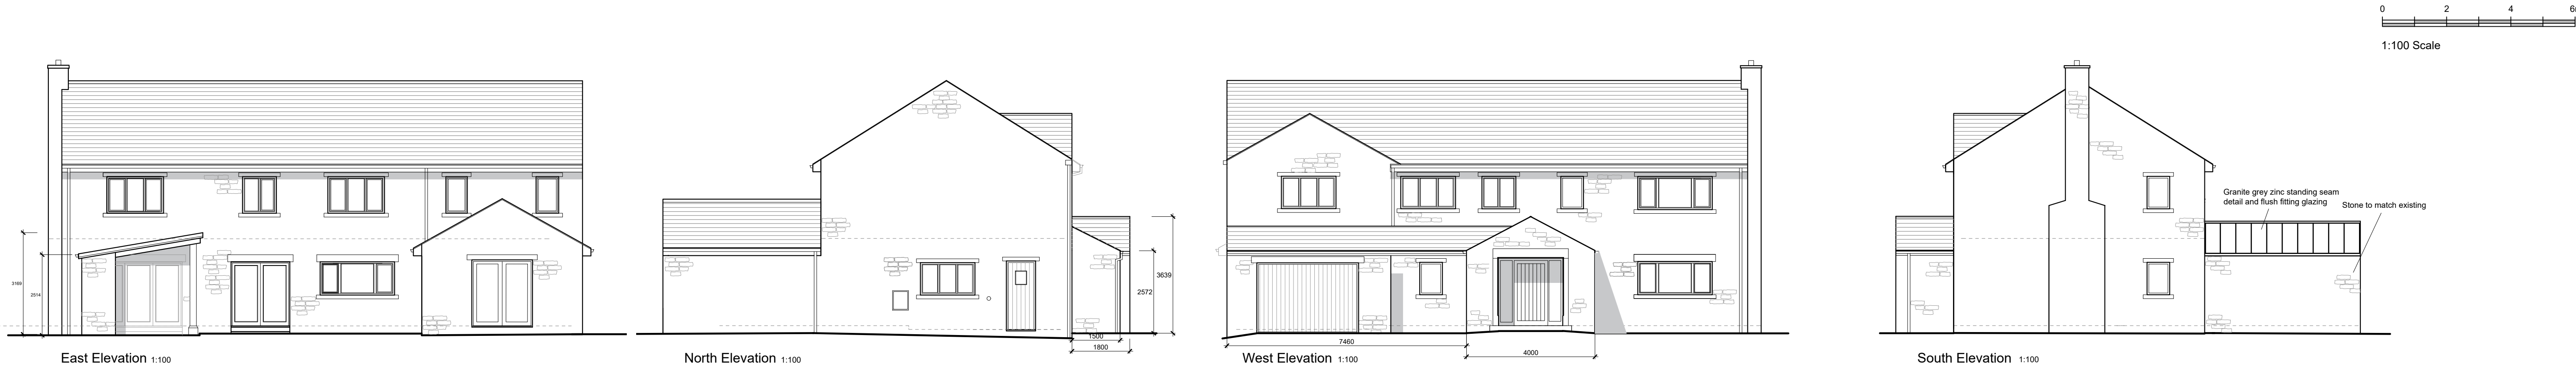 0 2 4 6
1:100 Scale
Granite grey zinc standing seam
detail and flush fitting glazing
Stone to match existing
3169
2514
3639
2572
1500
1800
7460
4000
East Elevation 1:100
North Elevation 1:100
West Elevation 1:100
South Elevation 1:100